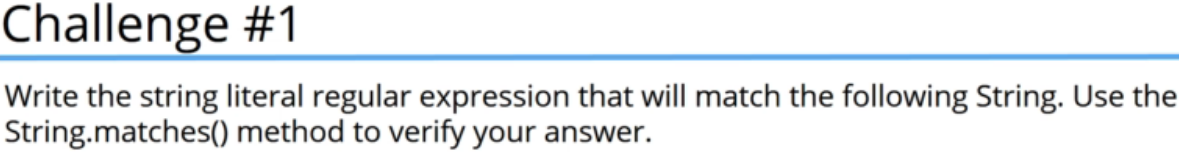 Challenge #1
Write the string literal regular expression that will match the following String. Use the
String.matches() method to verify your answer.